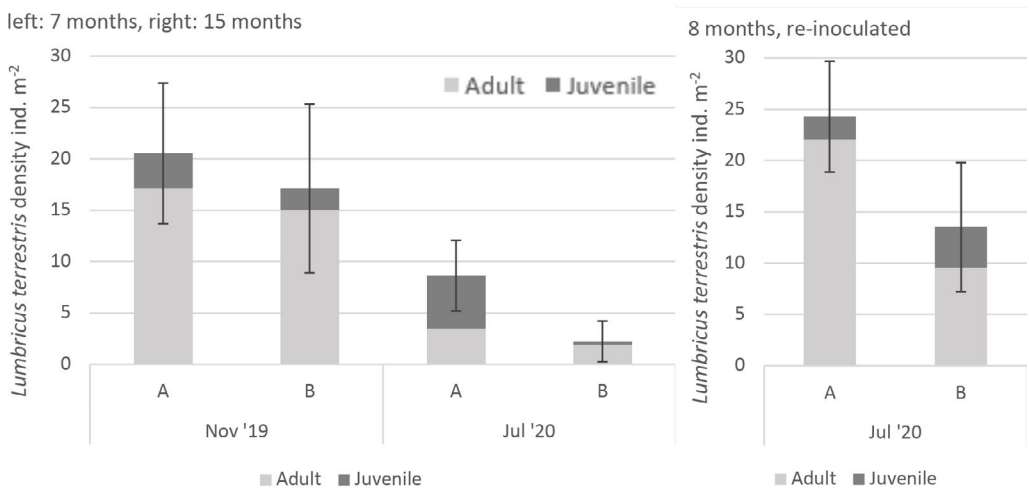 left: 7 months, right: 15 months
Lumbricus terrestris density ind. m⁻²
30
25
20
15
10
5
0
Adult Juvenile
A B A B
Nov '19 Jul '20
Adult Juvenile
8 months, re-inoculated
Lumbricus terrestris density ind. m⁻²
30
25
20
15
10
5
0
A B
Jul '20
Adult Juvenile